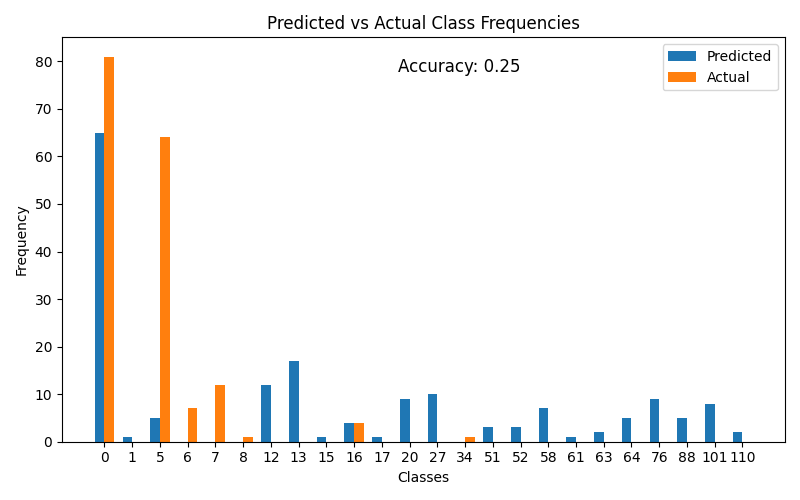 Predicted vs Actual Class Frequencies
Accuracy: 0.25
Predicted
Actual
Frequency
80
70
60
50
40
30
20
10
0
0 1 5 6 7 8 12 13 15 16 17 20 27 34 51 52 58 61 63 64 76 88 101 110
Classes